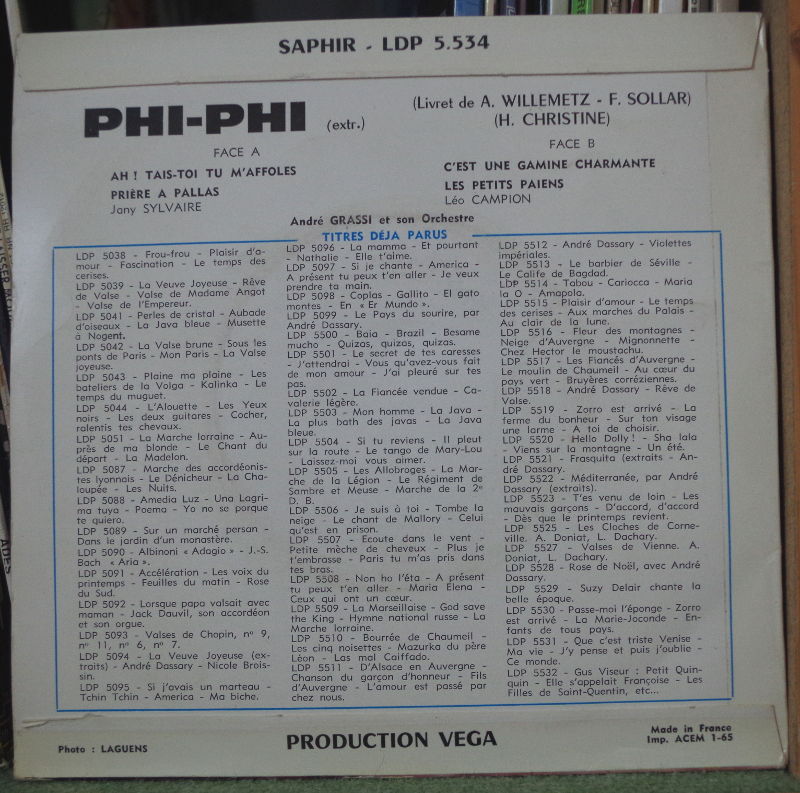 SAPHIR - LDP 5.534
PHI-PHI (extr.)
(Livret de A. WILLEMETZ - F. SOLLAR)
(H. CHRISTINE)
FACE A
AH ! TAIS-TOI TU M'AFFOLES
PRIÈRE A PALLAS
Jany SYLVAIRE
FACE B
C'EST UNE GAMINE CHARMANTE
LES PETITS PAIENS
Léo CAMPION
André GRASSI et son Orchestre
TITRES DÉJA PARUS
LDP 5038 - Frou-frou - Plaisir d'a-
mour - Fascination - Le temps des
cerises.
LDP 5039 - La Veuve Joyeuse - Rêve
de Valse - Valse de Madame Angot
- Valse de l'Empereur.
LDP 5041 - Perles de cristal - Aubade
d'oiseaux - La Java bleue - Musette
à Nogent.
LDP 5042 - La Valse brune - Sous les
ponts de Paris - Mon Paris - La Valse
joyeuse.
LDP 5043 - Plaine ma plaine - Les
bateliers de la Volga - Kalinka - Le
temps du muguet.
LDP 5044 - L'Alouette - Les Yeux
noirs - Les deux guitares - Cocher,
ralentis tes chevaux.
LDP 5051 - La Marche lorraine - Au-
près de ma blonde - Le Chant du
départ - La Madelon.
LDP 5087 - Marche des accordéonis-
tes lyonnais - Le Dénicheur - La Cha-
loupée - Les Nuits.
LDP 5088 - Amedia Luz - Una Lagri-
ma tuya - Poema - Yo no se porque
te quiero.
LDP 5089 - Sur un marché persan -
Dans le jardin d'un monastère.
LDP 5090 - Albinoni « Adagio » - J.-S.
Bach « Aria ».
LDP 5091 - Accélération - Les voix du
printemps - Feuilles du matin - Rose
du Sud.
LDP 5092 - Lorsque papa valsait avec
maman - Jack Dauvil, son accordéon
et son orgue.
LDP 5093 - Valses de Chopin, nº 9,
nº 11, nº 6, nº 7.
LDP 5094 - La Veuve Joyeuse (ex-
traits) - André Dassary - Nicole Brois-
sin.
LDP 5095 - Si j'avais un marteau -
Tchin Tchin - America - Ma biche.
LDP 5096 - La mamma - Et pourtant
- Nathalie - Elle t'aime.
LDP 5097 - Si je chante - America -
A présent tu peux t'en aller - Je veux
prendre ta main.
LDP 5098 - Coplas - Gallito - El gato
montes - En « Er Mundo ».
LDP 5099 - Le Pays du sourire, par
André Dassary.
LDP 5500 - Baia - Brazil - Besame
mucho - Quizas, quizas, quizas.
LDP 5501 - Le secret de tes caresses
- J'attendrai - Vous qu'avez-vous fait
de mon amour - J'ai pleuré sur tes
pas.
LDP 5502 - La Fiancée vendue - Ca-
valerie légère.
LDP 5503 - Mon homme - La Java -
La plus bath des javas - La Java
bleue.
LDP 5504 - Si tu reviens - Il pleut
sur la route - Le tango de Mary-Lou
- Laissez-moi vous aimer.
LDP 5505 - Les Allobroges - La Mar-
che de la Légion - Le Régiment de
Sambre et Meuse - Marche de la 2e
D. B.
LDP 5506 - Je suis à toi - Tombe la
neige - Le chant de Mallory - Celui
qu'est en prison.
LDP 5507 - Ecoute dans le vent -
Petite mèche de cheveux - Plus je
t'embrasse - Paris tu m'as pris dans
tes bras.
LDP 5508 - Non ho l'éta - A présent
tu peux t'en aller - Maria Elena -
Ceux qui ont un cœur.
LDP 5509 - La Marseillaise - God save
the King - Hymne national russe - La
Marche lorraine.
LDP 5510 - Bourrée de Chaumeil -
Les cinq noisettes - Mazurka du père
Léon - Las mal Caiffado.
LDP 5511 - D'Alsace en Auvergne -
Chanson du garçon d'honneur - Fils
d'Auvergne - L'amour est passé par
chez nous.
LDP 5512 - André Dassary - Violettes
impériales.
LDP 5513 - Le barbier de Séville -
Le Calife de Bagdad.
LDP 5514 - Tabou - Cariocca - Maria
la O - Amapola.
LDP 5515 - Plaisir d'amour - Le temps
des cerises - Aux marches du Palais -
Au clair de la lune.
LDP 5516 - Fleur des montagnes -
Neige d'Auvergne - Mignonnette -
Chez Hector le moustachu.
LDP 5517 - Les Fiancés d'Auvergne -
Le moulin de Chaumeil - Au cœur du
pays vert - Bruyères corréziennes.
LDP 5518 - André Dassary - Rêve de
Valse.
LDP 5519 - Zorro est arrivé - La
ferme du bonheur - Sur ton visage
une larme - A toi de choisir.
LDP 5520 - Hello Dolly ! - Sha lala
- Viens sur la montagne - Un été.
LDP 5521 - Frasquita (extraits - An-
dré Dassary.
LDP 5522 - Méditerranée, par André
Dassary (extraits).
LDP 5523 - T'es venu de loin - Les
mauvais garçons - D'accord, d'accord
- Dès que le printemps revient.
LDP 5525 - Les Cloches de Corne-
ville. A. Doniat, L. Dachary.
LDP 5527 - Valses de Vienne. A.
Doniat, L. Dachary.
LDP 5528 - Rose de Noël, avec André
Dassary.
LDP 5529 - Suzy Delair chante la
belle époque.
LDP 5530 - Passe-moi l'éponge - Zorro
est arrivé - La Marie-Joconde - En-
fants de tous pays.
LDP 5531 - Que c'est triste Venise -
Ma vie - J'y pense et puis j'oublie -
Ce monde.
LDP 5532 - Gus Viseur : Petit Quin-
quin - Elle s'appelait Françoise - Les
Filles de Saint-Quentin, etc...
Photo : LAGUENS
PRODUCTION VEGA
Made in France
Imp. ACEM 1-65